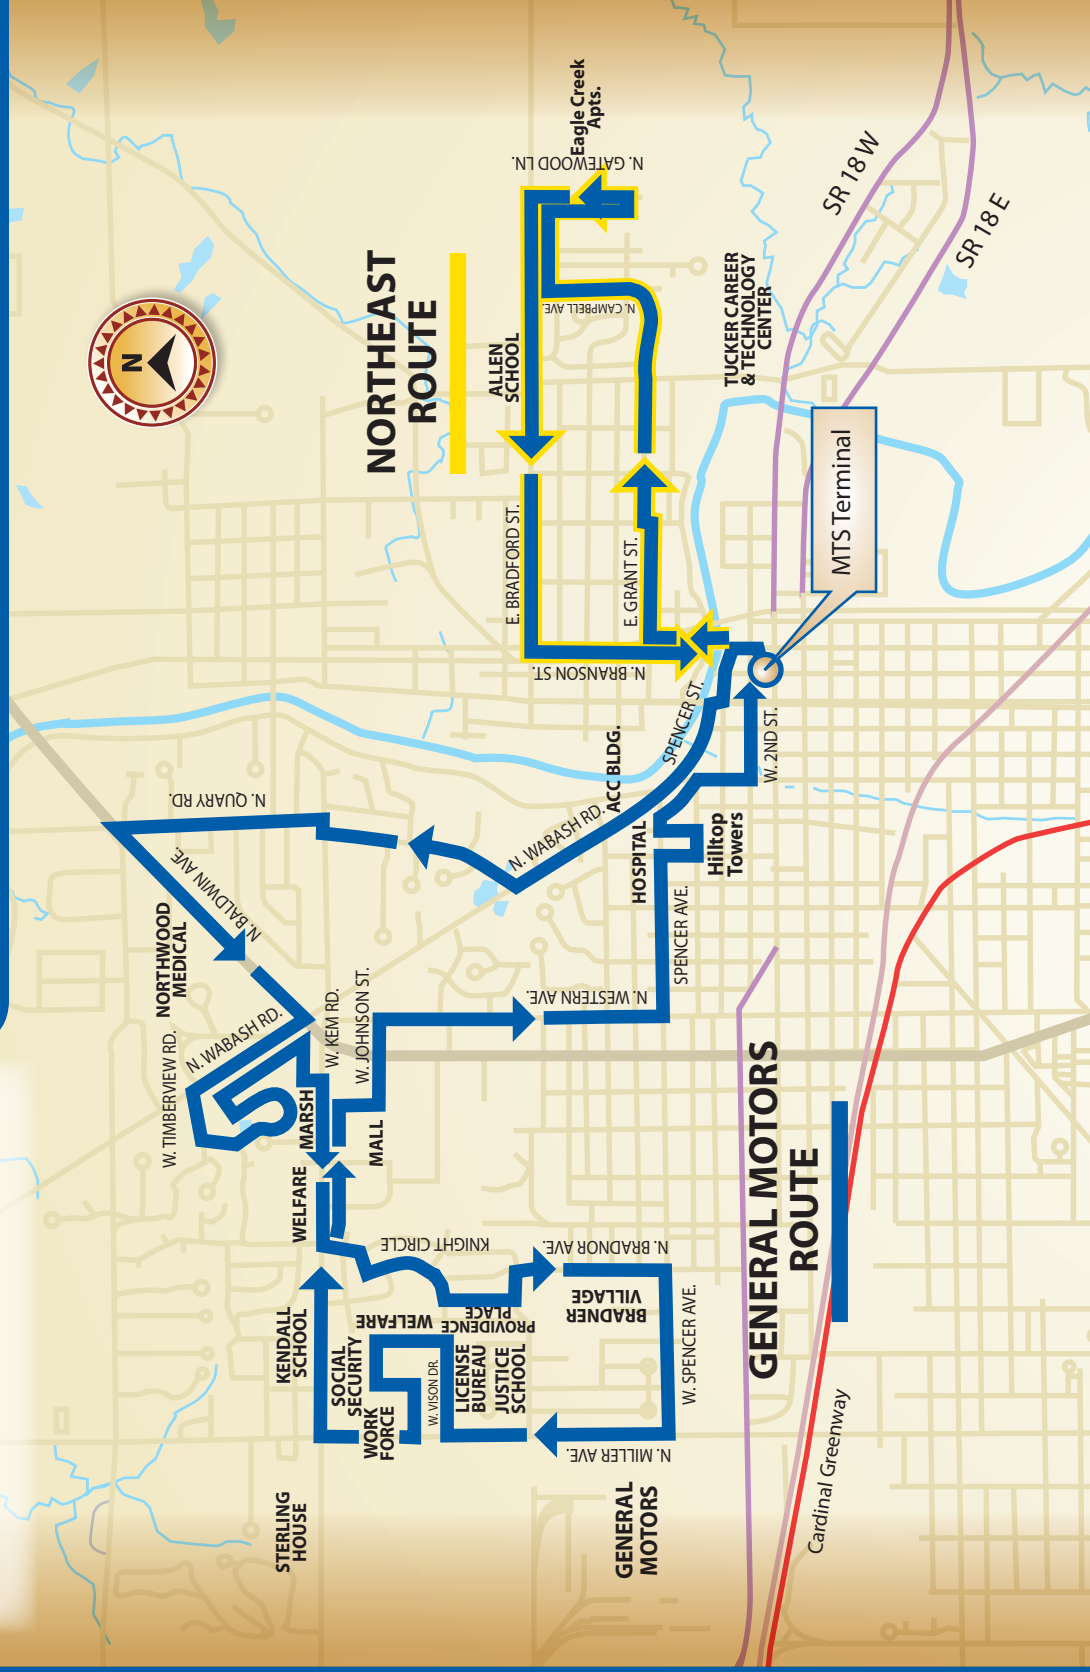 N
NORTHEAST
ROUTE
Eagle Creek
Apts.
N. GATEWOOD LN.
ALLEN
SCHOOL
N. CAMPBELL AVE.
TUCKER CAREER
& TECHNOLOGY
CENTER
SR 18 W
SR 18 E
E. BRADFORD ST.
E. GRANT ST.
N. BRANSON ST.
MTS Terminal
SPENCER ST.
W. 2ND ST.
ACC BLDG.
N. WABASH RD.
HOSPITAL
Hilltop
Towers
SPENCER AVE.
N. QUARY RD.
N. BALDWIN AVE.
NORTHWOOD
MEDICAL
N. WABASH RD.
W. KEM RD.
W. JOHNSON ST.
N. WESTERN AVE.
W. TIMBERVIEW RD.
MARSH
MALL
WELFARE
KNIGHT CIRCLE
N. BRADNOR AVE.
BRADNER
VILLAGE
PROVIDENCE
PLACE
WELFARE
KENDALL
SCHOOL
SOCIAL
SECURITY
WORK
FORCE
W. VISON DR.
LICENSE
BUREAU
JUSTICE
SCHOOL
W. SPENCER AVE.
N. MILLER AVE.
STERLING
HOUSE
GENERAL
MOTORS
GENERAL MOTORS
ROUTE
Cardinal Greenway